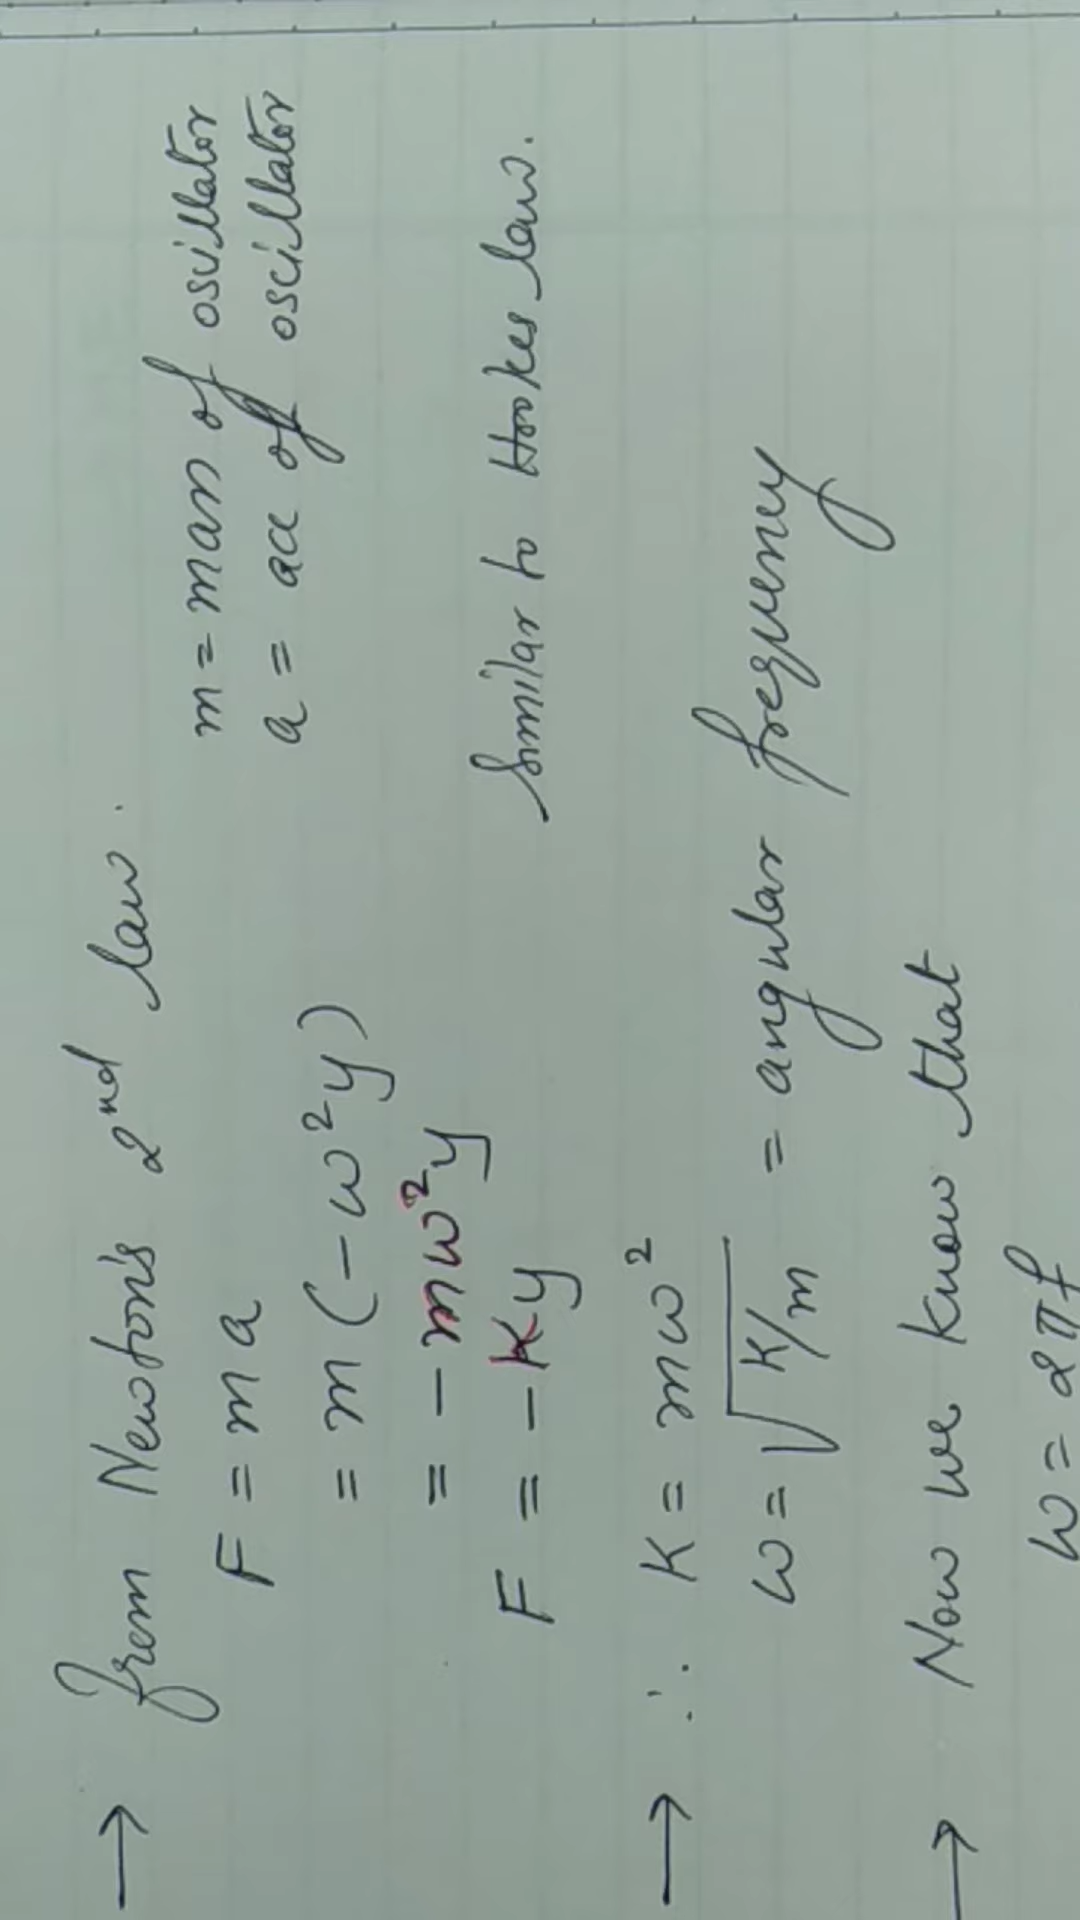 → from Newton's 2nd law.
F = ma
m = mass of oscillator
= m(-ω²y)
a = acc of oscillator
= -mω²y
F = -Ky
Similar to Hookes law.
→ ∴ K = mω²
ω = √K/m = angular frequency
→ Now we know that
ω = 2πf